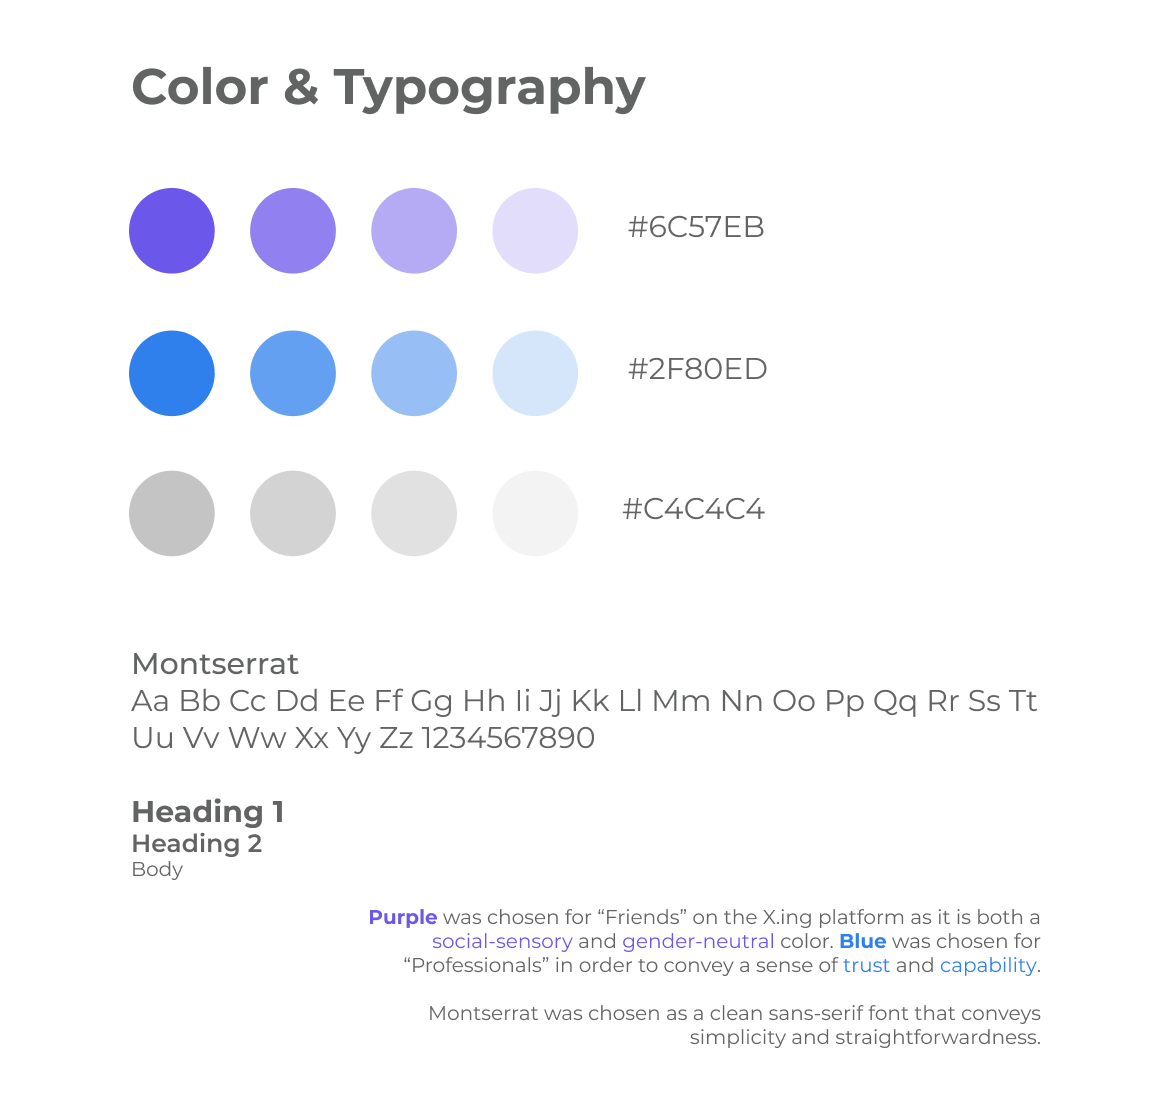 Color & Typography
#6C57EB
#2F80ED
#C4C4C4
Montserrat
Aa Bb Cc Dd Ee Ff Gg Hh Ii Jj Kk Ll Mm Nn Oo Pp Qq Rr Ss Tt
Uu Vv Ww Xx Yy Zz 1234567890
Heading 1
Heading 2
Body
Purple was chosen for “Friends” on the X.ing platform as it is both a
social-sensory and gender-neutral color. Blue was chosen for
“Professionals” in order to convey a sense of trust and capability.
Montserrat was chosen as a clean sans-serif font that conveys
simplicity and straightforwardness.